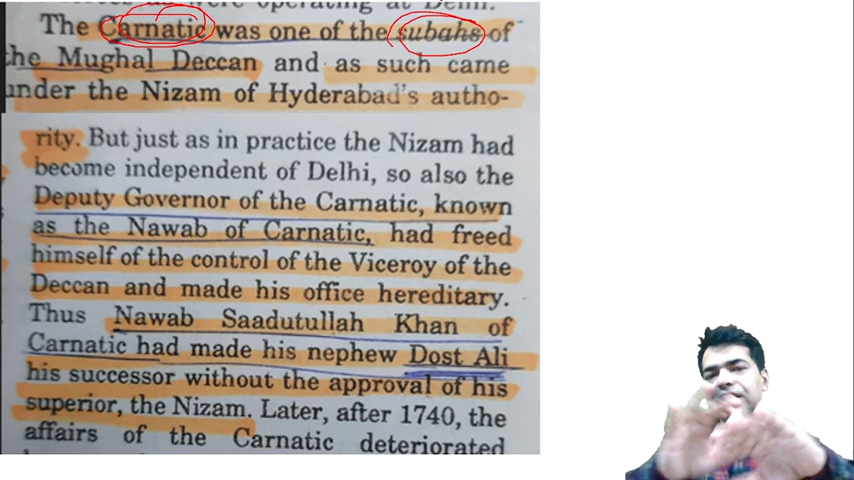 were operating at Delhi.
The Carnatic was one of the subahs of
the Mughal Deccan and as such came
under the Nizam of Hyderabad's autho-
rity. But just as in practice the Nizam had
become independent of Delhi, so also the
Deputy Governor of the Carnatic, known
as the Nawab of Carnatic, had freed
himself of the control of the Viceroy of the
Deccan and made his office hereditary.
Thus Nawab Saadutullah Khan of
Carnatic had made his nephew Dost Ali
his successor without the approval of his
superior, the Nizam. Later, after 1740, the
affairs of the Carnatic deteriorated